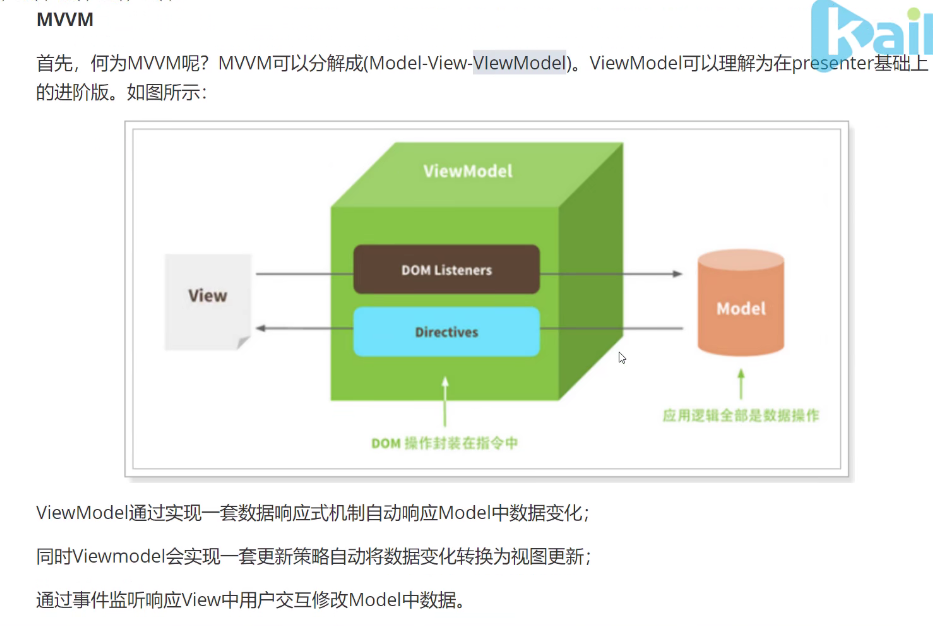 MVVM
首先，何为MVVM呢？MVVM可以分解成(Model-View-VIewModel)。ViewModel可以理解为在presenter基础上
的进阶版。如图所示：
ViewModel
DOM Listeners
View
Directives
Model
应用逻辑全部是数据操作
DOM 操作封装在指令中
ViewModel通过实现一套数据响应式机制自动响应Model中数据变化；
同时Viewmodel会实现一套更新策略自动将数据变化转换为视图更新；
通过事件监听响应View中用户交互修改Model中数据。
kail